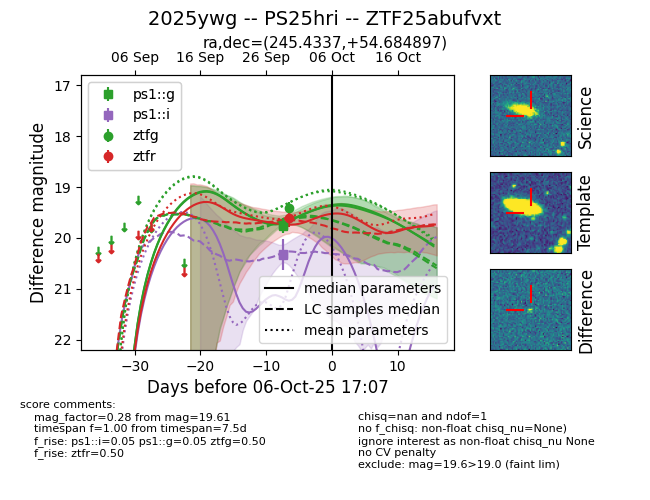 2025ywg -- PS25hri -- ZTF25abufvxt
ra,dec=(245.4337,+54.684897)
06 Sep 16 Sep 26 Sep 06 Oct 16 Oct
17
18
19
20
21
22
Difference magnitude
ps1::g
ps1::i
ztfg
ztfr
median parameters
LC samples median
mean parameters
−30 −20 −10 0 10
Days before 06-Oct-25 17:07
Science
Template
Difference
score comments:
mag_factor=0.28 from mag=19.61
timespan f=1.00 from timespan=7.5d
f_rise: ps1::i=0.05 ps1::g=0.05 ztfg=0.50
f_rise: ztfr=0.50
chisq=nan and ndof=1
no f_chisq: non-float chisq_nu=None)
ignore interest as non-float chisq_nu None
no CV penalty
exclude: mag=19.6>19.0 (faint lim)